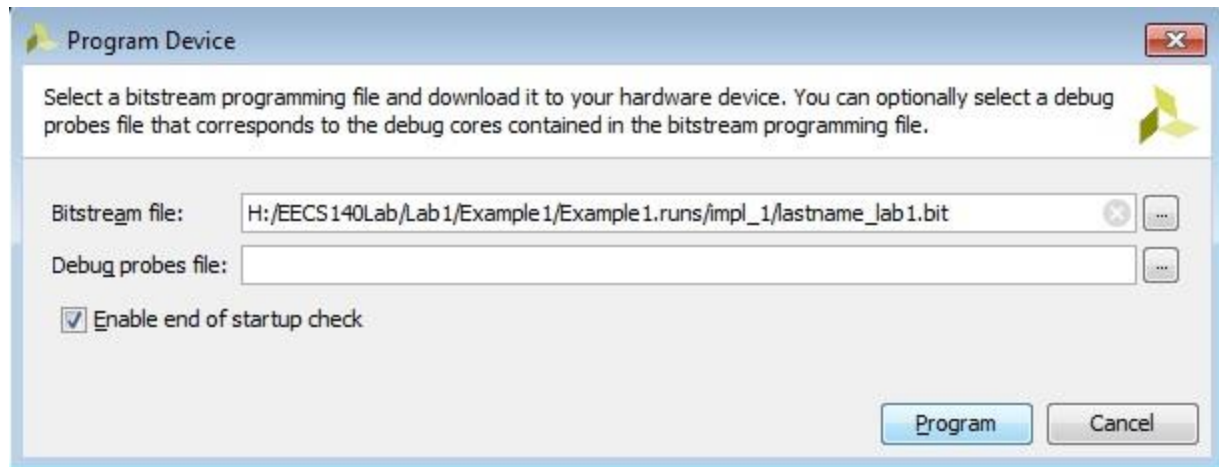 Program Device
Select a bitstream programming file and download it to your hardware device. You can optionally select a debug
probes file that corresponds to the debug cores contained in the bitstream programming file.
Bitstream file: H:/EECS140Lab/Lab1/Example1/Example1.runs/impl_1/lastname_lab1.bit ...
Debug probes file: ...
Enable end of startup check
Program Cancel